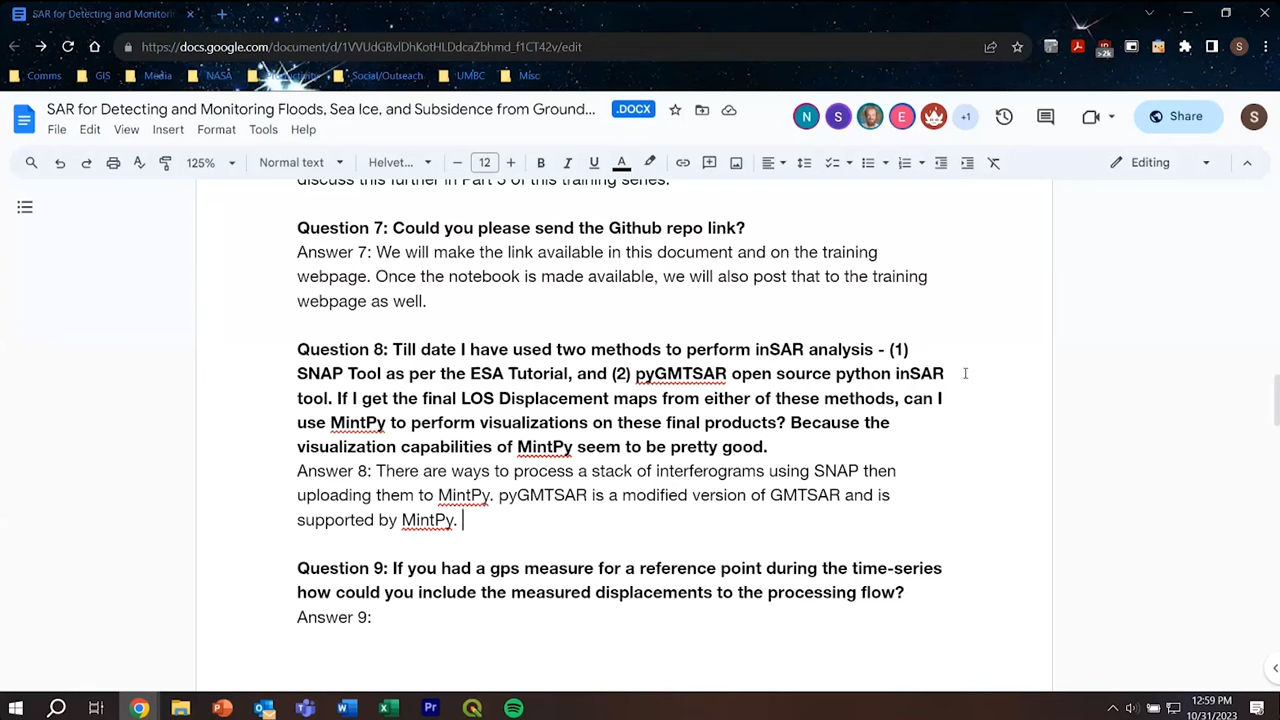 SAR for Detecting and Monitorin
https://docs.google.com/document/d/1VVUdGBvlDhKotHLDdcaZbhmd_f1CT42v/edit
>2k
S
Comms
GIS
Media
NASA
Social/Outreach
UMBC
Misc
SAR for Detecting and Monitoring Floods, Sea Ice, and Subsidence from Ground...
.DOCX
N
S
E
+1
Share
S
File Edit View Insert Format Tools Help
125%
Normal text
Helvet...
12
B I U A
Editing
discuss this further in Part 3 of this training series.
Question 7: Could you please send the Github repo link?
Answer 7: We will make the link available in this document and on the training
webpage. Once the notebook is made available, we will also post that to the training
webpage as well.
Question 8: Till date I have used two methods to perform inSAR analysis - (1)
SNAP Tool as per the ESA Tutorial, and (2) pyGMTSAR open source python inSAR
tool. If I get the final LOS Displacement maps from either of these methods, can I
use MintPy to perform visualizations on these final products? Because the
visualization capabilities of MintPy seem to be pretty good.
Answer 8: There are ways to process a stack of interferograms using SNAP then
uploading them to MintPy. pyGMTSAR is a modified version of GMTSAR and is
supported by MintPy.
Question 9: If you had a gps measure for a reference point during the time-series
how could you include the measured displacements to the processing flow?
Answer 9:
12:59 PM
10/31/2023